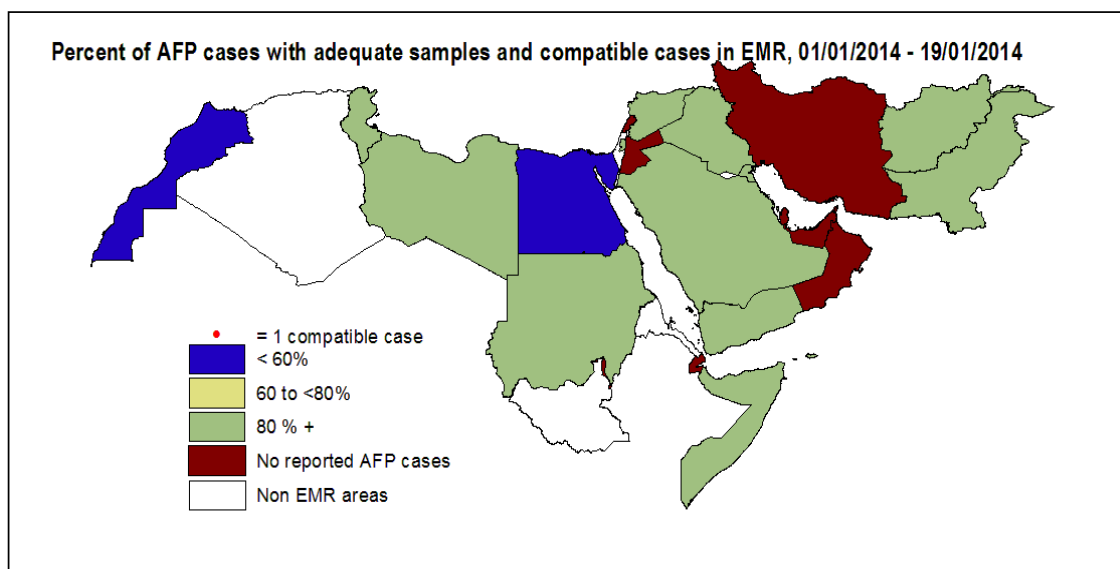 Percent of AFP cases with adequate samples and compatible cases in EMR, 01/01/2014 - 19/01/2014
= 1 compatible case
< 60%
60 to <80%
80 % +
No reported AFP cases
Non EMR areas